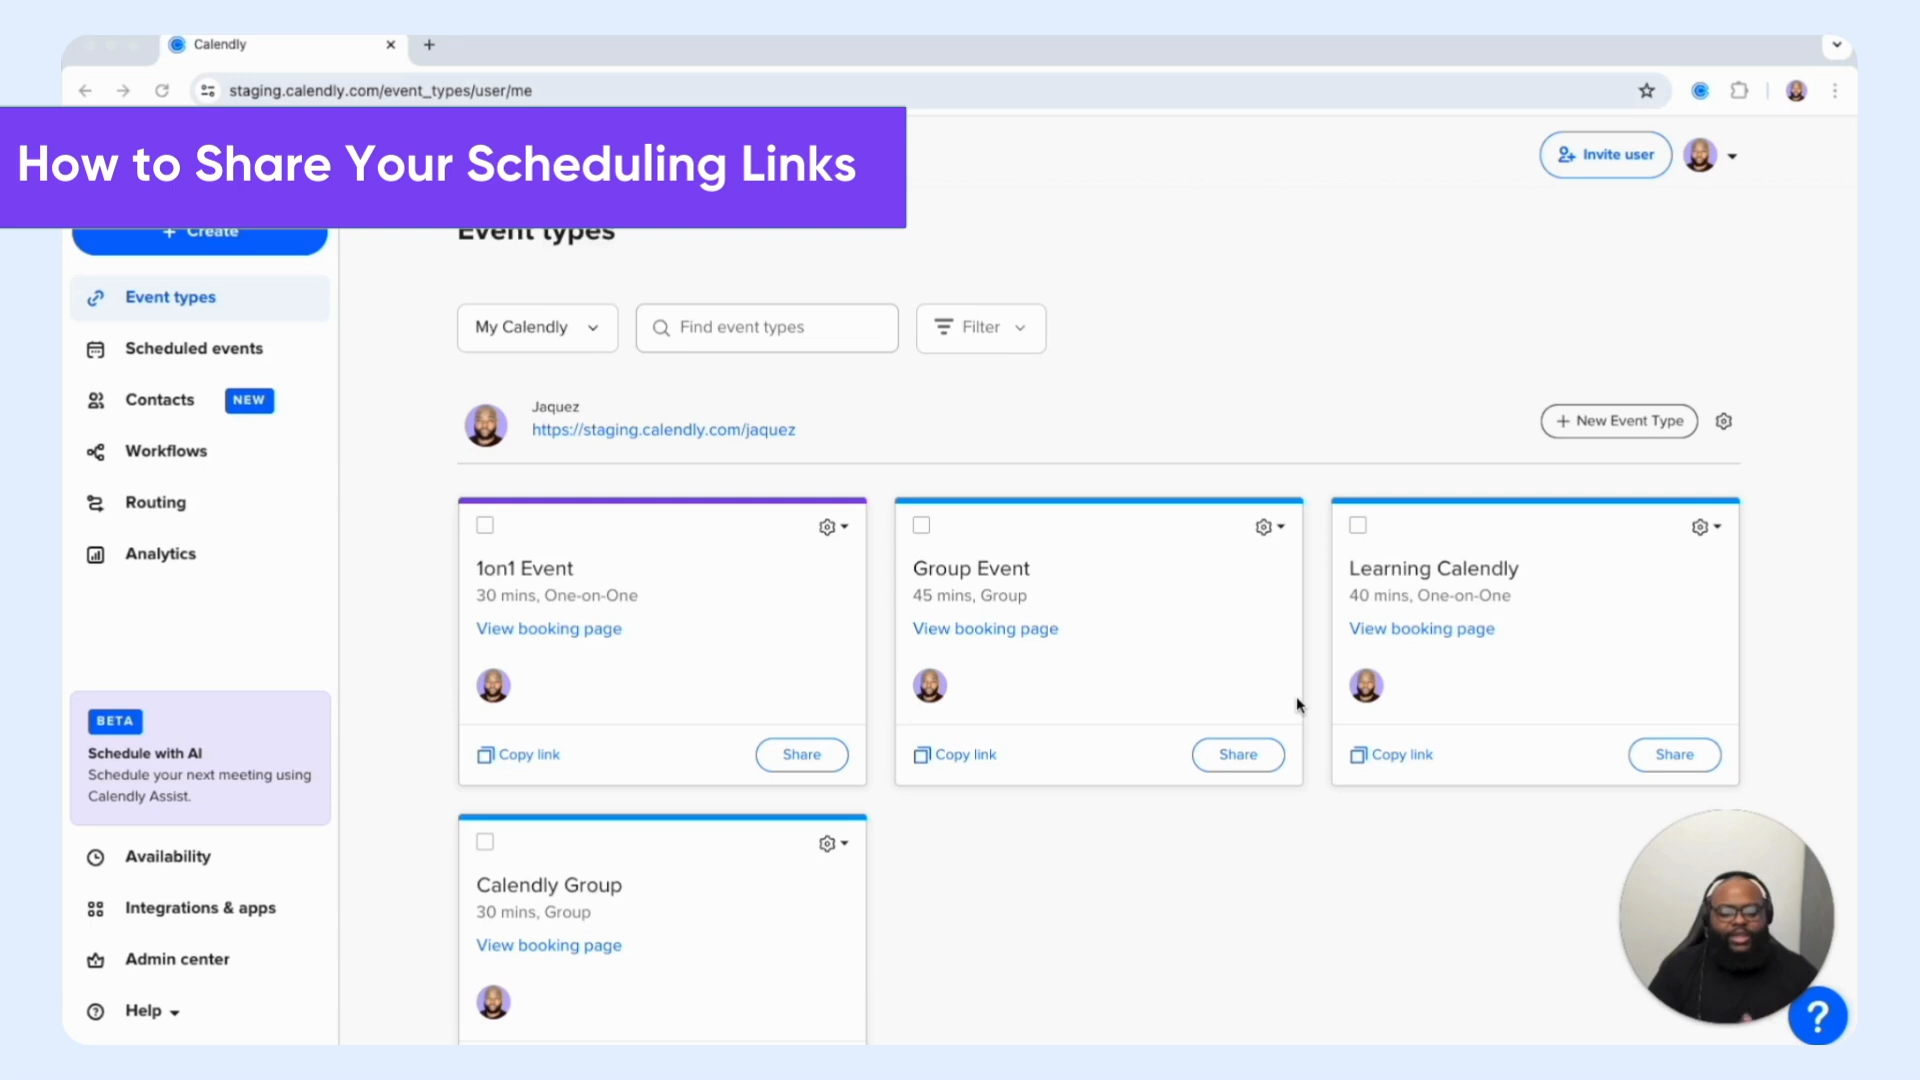 Calendly
staging.calendly.com/event_types/user/me
How to Share Your Scheduling Links
Invite user
+ Create
Event types
Event types
Scheduled events
Contacts NEW
Workflows
Routing
Analytics
BETA
Schedule with AI
Schedule your next meeting using
Calendly Assist.
Availability
Integrations & apps
Admin center
Help
My Calendly
Find event types
Filter
Jaquez
https://staging.calendly.com/jaquez
+ New Event Type
1on1 Event
30 mins, One-on-One
View booking page
Copy link
Share
Group Event
45 mins, Group
View booking page
Copy link
Share
Learning Calendly
40 mins, One-on-One
View booking page
Copy link
Share
Calendly Group
30 mins, Group
View booking page
?